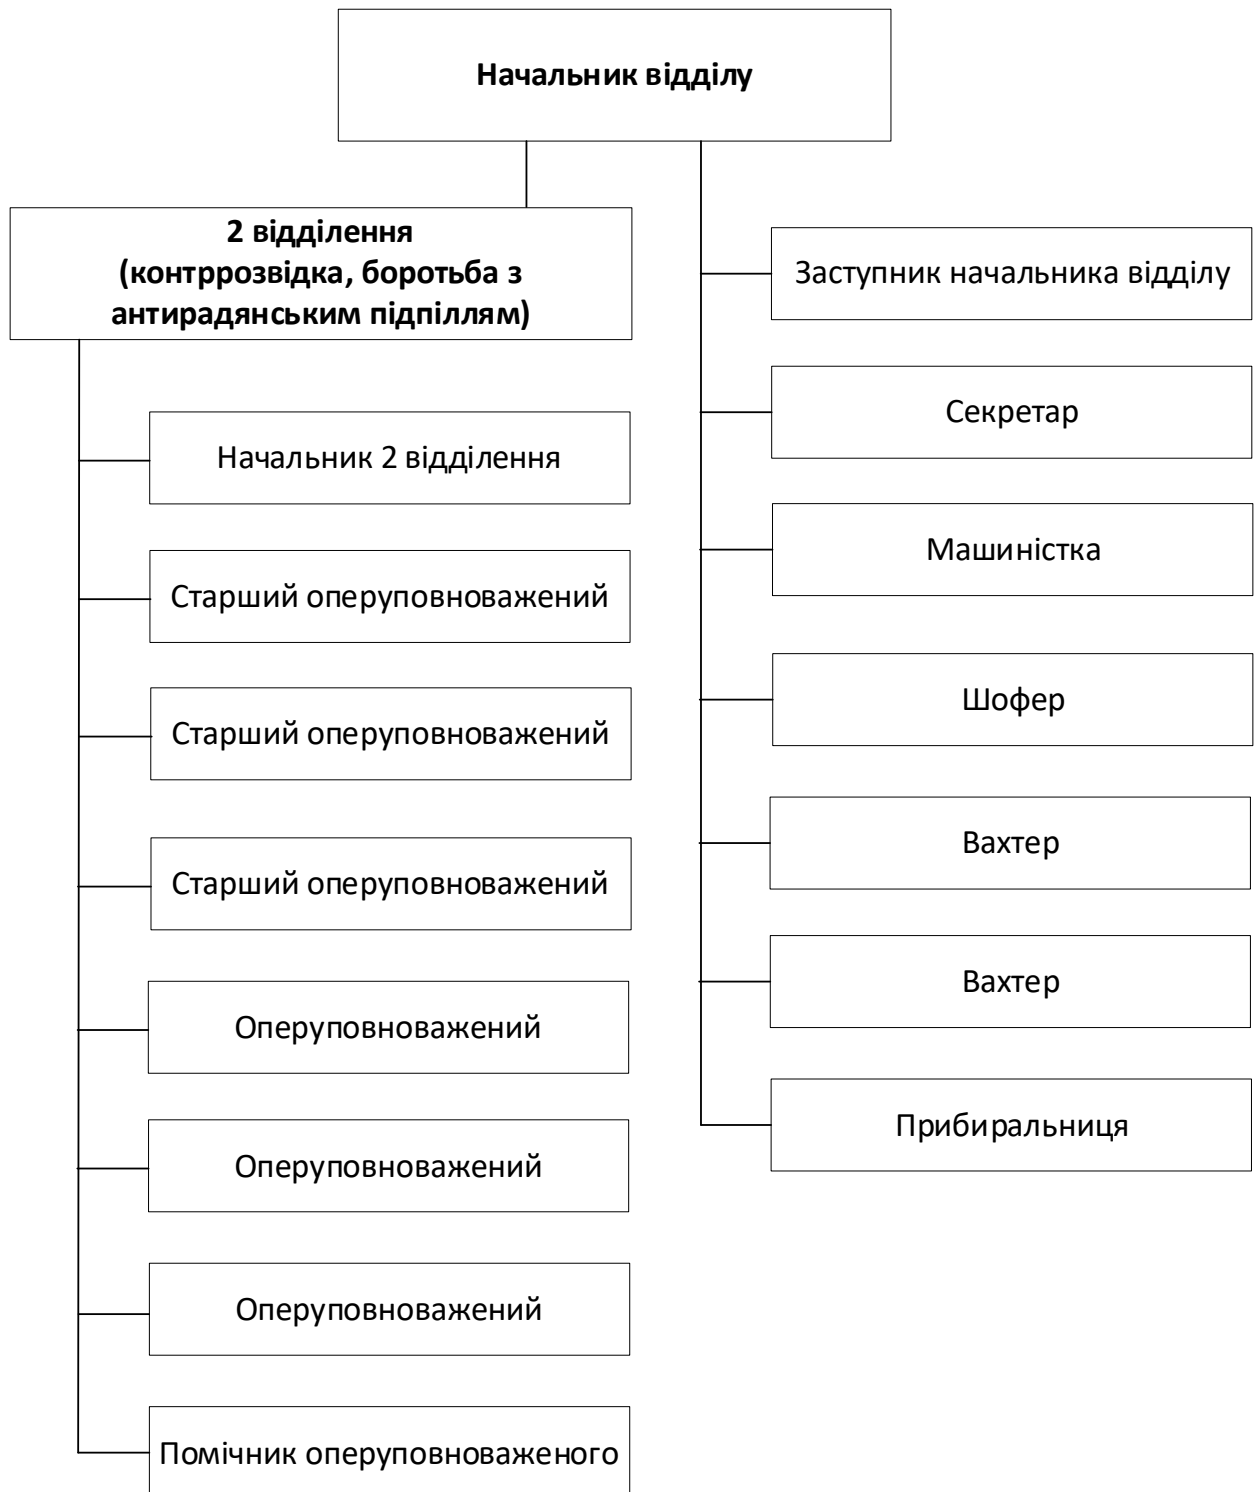 Начальник відділу
2 відділення
(контррозвідка, боротьба з
антирадянським підпіллям)
Начальник 2 відділення
Старший оперуповноважений
Старший оперуповноважений
Старший оперуповноважений
Оперуповноважений
Оперуповноважений
Оперуповноважений
Помічник оперуповноваженого
Заступник начальника відділу
Секретар
Машиністка
Шофер
Вахтер
Вахтер
Прибиральниця